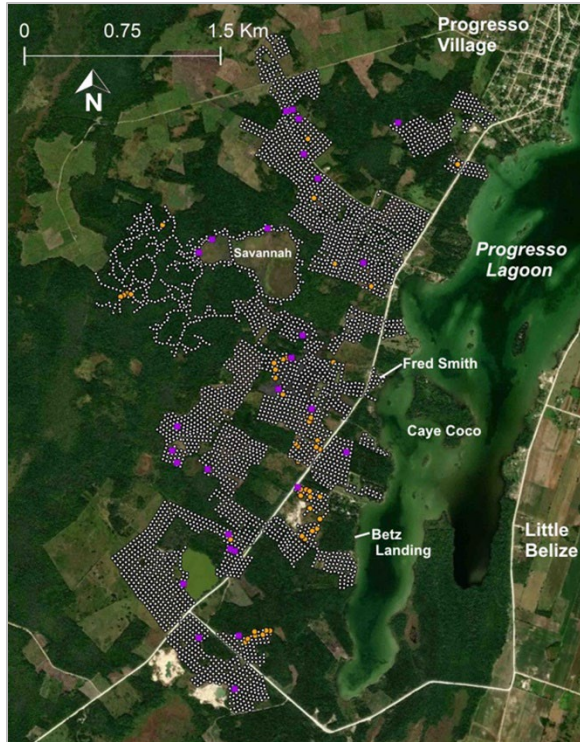 Progresso
Village
0 0.75 1.5 Km
N
Savannah
Progresso
Lagoon
Fred Smith
Caye Coco
Betz
Landing
Little
Belize